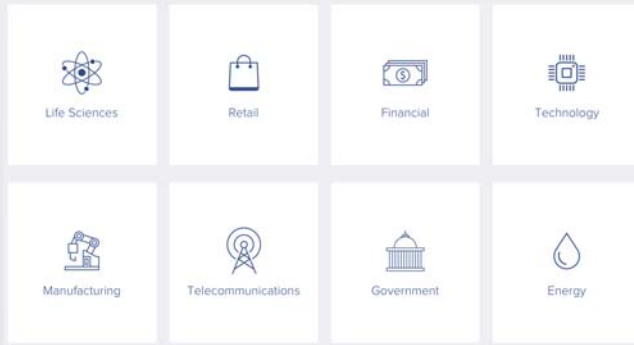 Life Sciences
Retail
Financial
Technology
Manufacturing
Telecommunications
Government
Energy